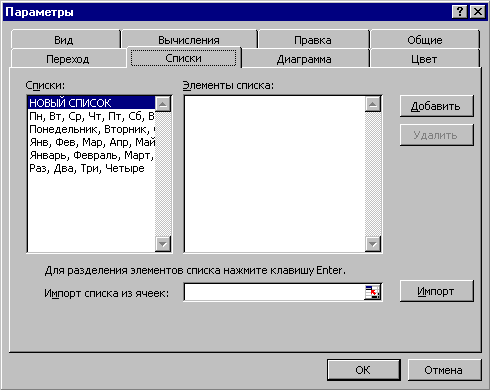 Параметры
Вид Вычисления Правка Общие
Переход Списки Диаграмма Цвет
Списки: Элементы списка:
НОВЫЙ СПИСОК
Пн, Вт, Ср, Чт, Пт, Сб, В
Понедельник, Вторник,
Янв, Фев, Мар, Апр, Май
Январь, Февраль, Март,
Раз, Два, Три, Четыре
Добавить
Удалить
Для разделения элементов списка нажмите клавишу Enter.
Импорт списка из ячеек: Импорт
OK Отмена